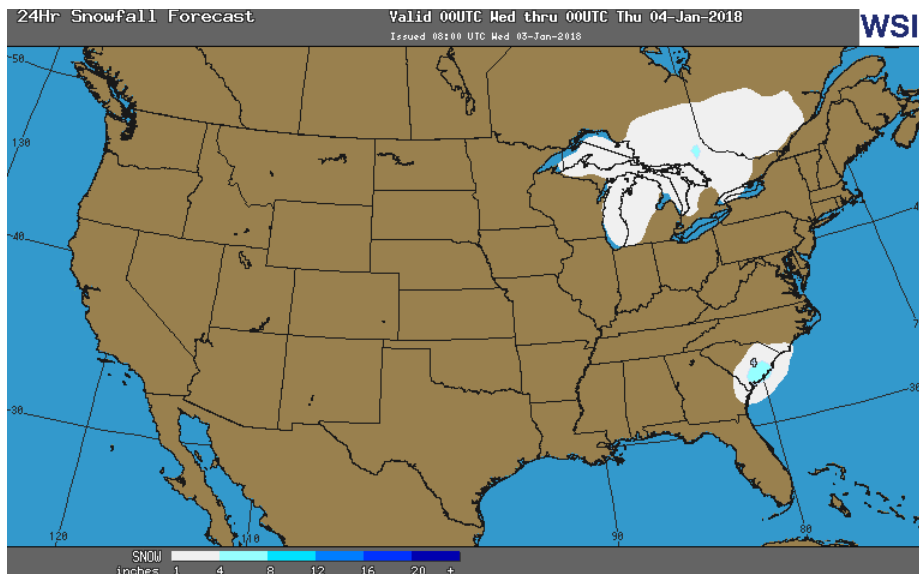 24Hr Snowfall Forecast
Valid 00UTC Wed thru 00UTC Thu 04-Jan-2018
Issued 08:00 UTC Wed 03-Jan-2018
WSI
50
130
40
30
120
110
90
80
SNOW
inches 1 4 8 12 16 20 +